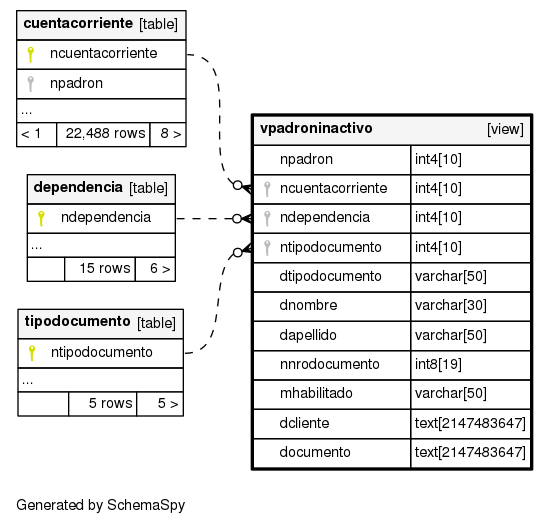 cuentacorriente [table]
ncuentacorriente
npadron
...
< 1 22,488 rows 8 >
dependencia [table]
ndependencia
...
15 rows 6 >
tipodocumento [table]
ntipodocumento
...
5 rows 5 >
vpadroninactivo [view]
npadron int4[10]
ncuentacorriente int4[10]
ndependencia int4[10]
ntipodocumento int4[10]
dtipodocumento varchar[50]
dnombre varchar[30]
dapellido varchar[50]
nnrodocumento int8[19]
mhabilitado varchar[50]
dcliente text[2147483647]
documento text[2147483647]
Generated by SchemaSpy